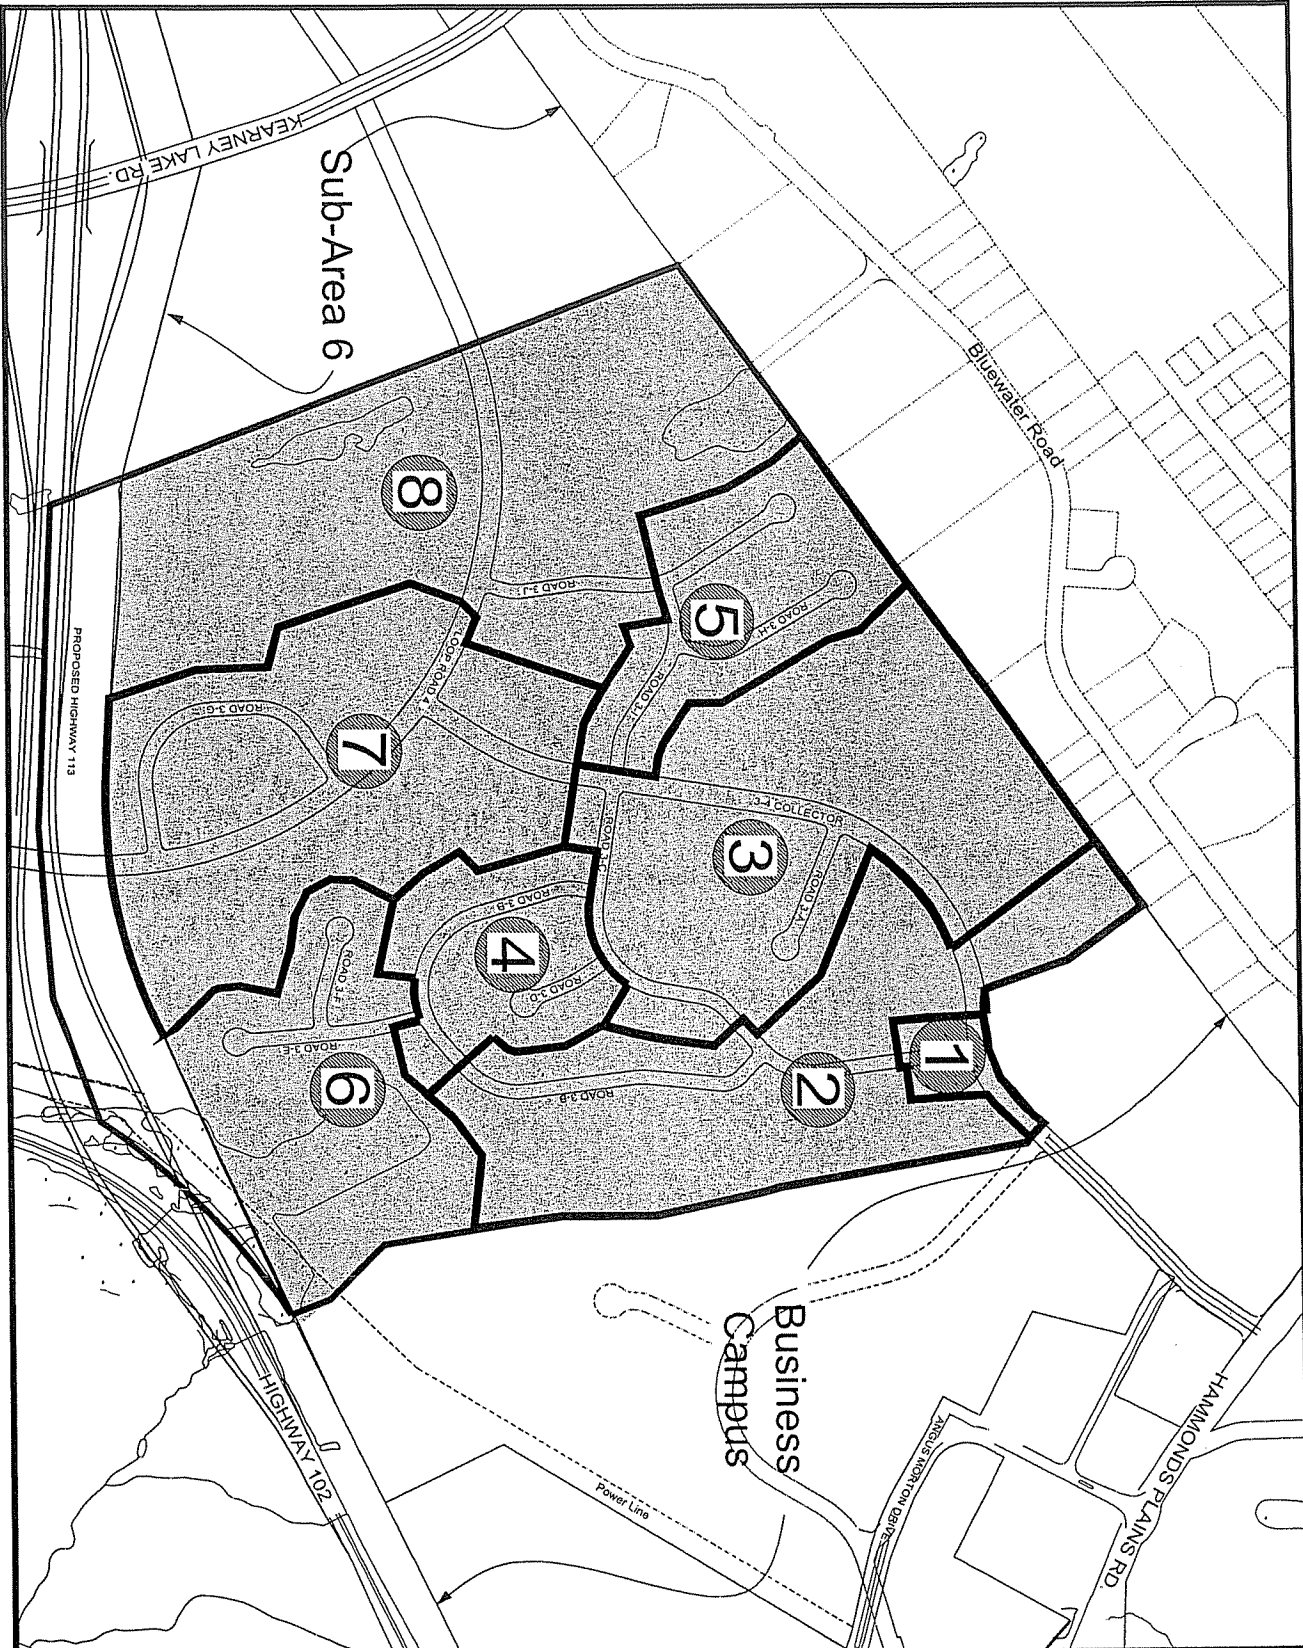 KEARNEY LAKE RD.
Sub-Area 6
Bluewater Road
8
5
ROAD 3-J
ROAD 3-H
ROAD 3-I
LOOP ROAD 4
7
ROAD 3-G
PROPOSED HIGHWAY 113
3-4 COLLECTOR
3
ROAD 3-A
ROAD 3-B
4
ROAD 3-D
1
2
ROAD 3-B
ROAD 3-F
ROAD 3-E
6
Business
Campus
HIGHWAY 102
Power Line
ANGUS MORTON DRIVE
HAMMONDS PLAINS RD.